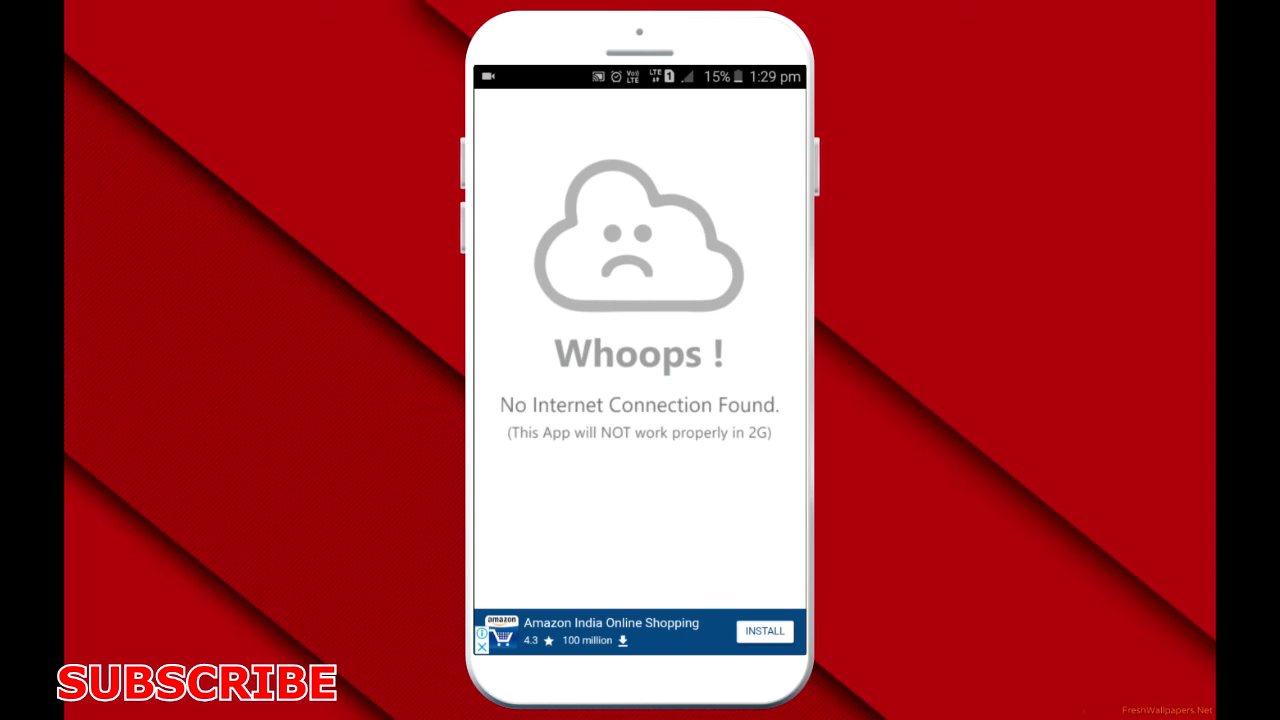 Vo) LTE LTE 1 15% 1:29 pm
Whoops !
No Internet Connection Found.
(This App will NOT work properly in 2G)
amazon
Amazon India Online Shopping
4.3 100 million
INSTALL
SUBSCRIBE
FreshWallpapers.Net